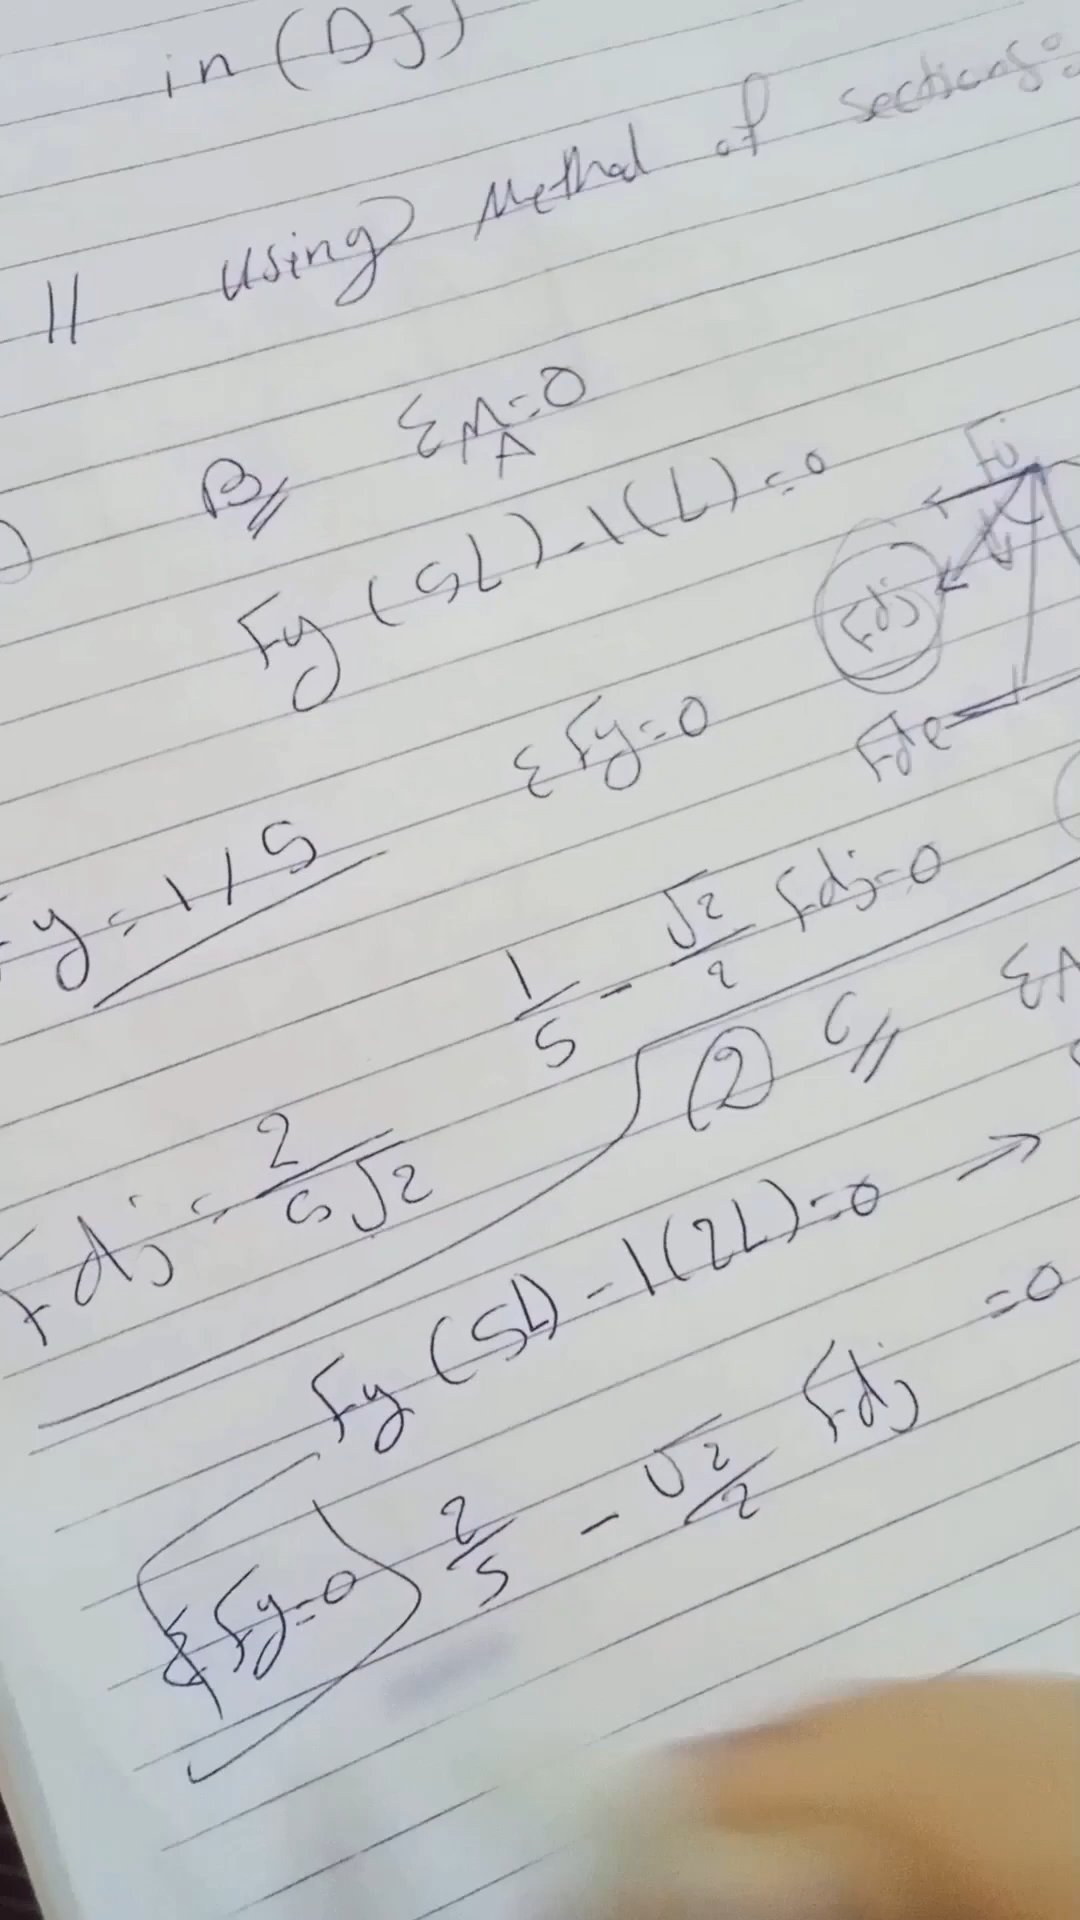 in (DJ)
// using Method of sections:
B// ΣM_A=0
Fy (5L) - 1(L) = 0
Fdj
Fde
ΣFy=0
Fy = 1/5
1/5 - √2/2 Fdj = 0
Fdj = 2/5√2
(2) C//
Fy (5L) - 1(2L) = 0 →
ΣFy=0 2/5 - √2/2 Fdj = 0